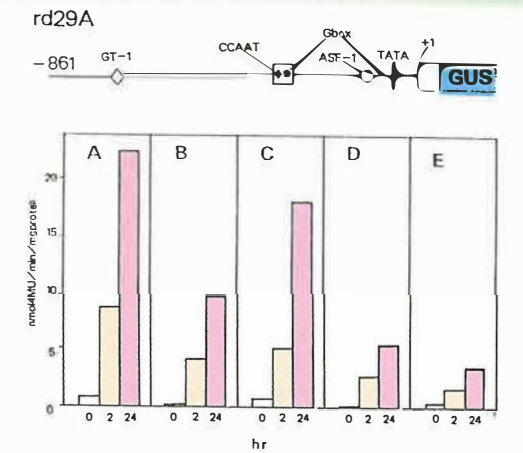 rd29A
Gbox
CCAAT
ASF-1
TATA
+1
-861
GT-1
GUS
A
B
C
D
E
20
15
10
5
0
0 2 24
0 2 24
0 2 24
0 2 24
0 2 24
hr